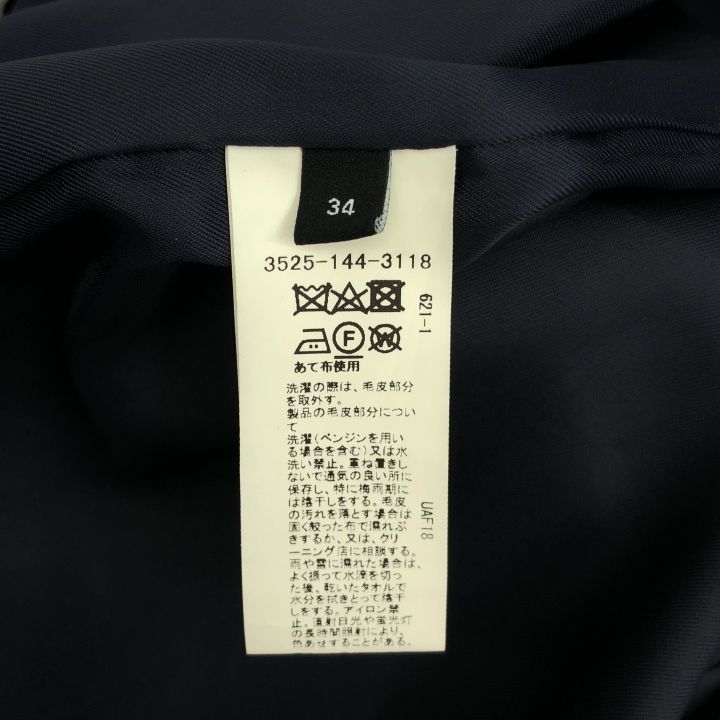 34
3525-144-3118
621-1
F
W
あて布使用
洗濯の際は、毛皮部分
を取外す。
製品の毛皮部分につい
て
洗濯(ベンジンを用い
る場合を含む)又は水
洗い禁止。重ね置きし
ないで通気の良い所に
保存し、特に梅雨期に
は陰干しをする。毛皮
の汚れを落とす場合は
固く絞った布で濡れぶ
きするか、又は、クリ
ーニング店に相談する。
雨や雪に濡れた場合は、
よく振って水滴を切っ
た後、乾いたタオルで
水分を拭きとって陰干
しをする。アイロン禁
止。直射日光や蛍光灯
の長時間照射により、
色あせすることがある。
UAF18